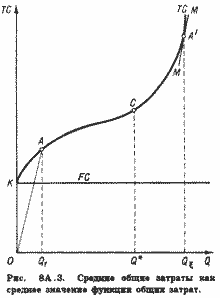 TC
TC M
A'
M
A
C
K
FC
O
Q₁
Q*
Q₂
Q
Рис. 8А.3. Средние общие затраты как
среднее значение функции общих затрат.